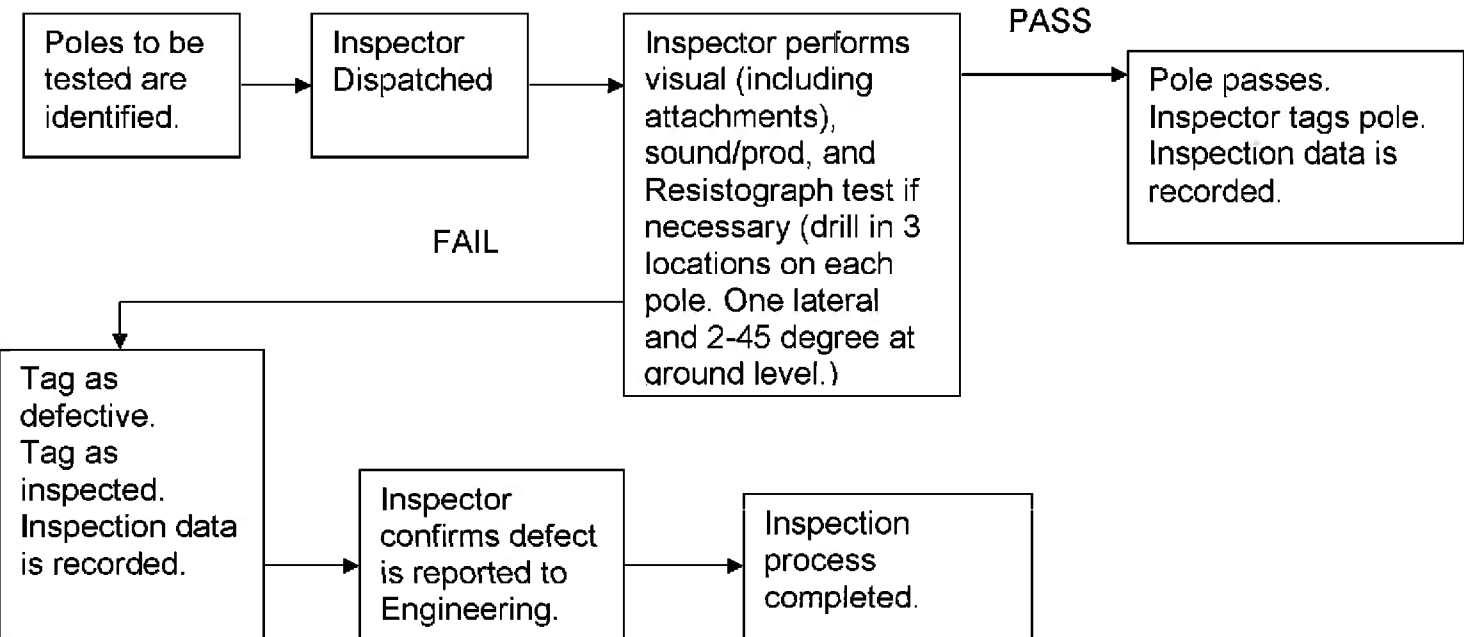 Poles to be
tested are
identified.
Inspector
Dispatched
Inspector performs
visual (including
attachments),
sound/prod, and
Resistograph test if
necessary (drill in 3
locations on each
pole. One lateral
and 2-45 degree at
ground level.)
PASS
Pole passes.
Inspector tags pole.
Inspection data is
recorded.
FAIL
Tag as
defective.
Tag as
inspected.
Inspection data
is recorded.
Inspector
confirms defect
is reported to
Engineering.
Inspection
process
completed.